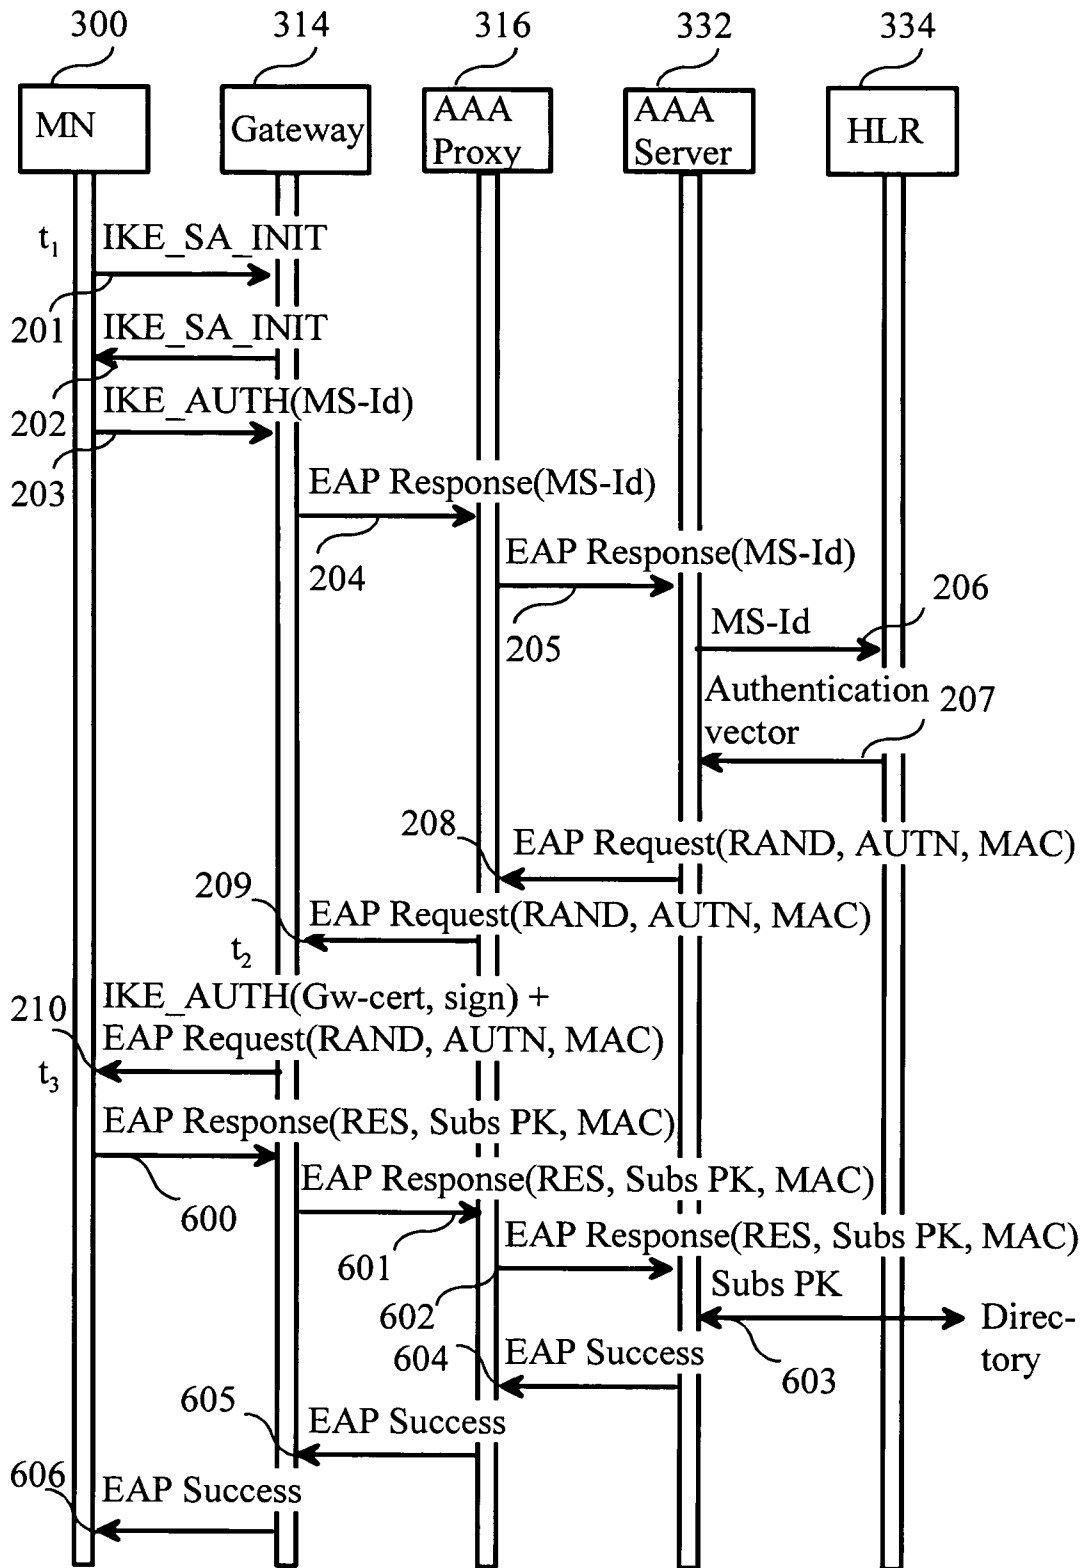 300 314 316 332 334
MN
Gateway
AAA
Proxy
AAA
Server
HLR
t1 IKE_SA_INIT
201 IKE_SA_INIT
202 IKE_AUTH(MS-Id)
203
EAP Response(MS-Id)
204
EAP Response(MS-Id)
205
206
MS-Id
Authentication
vector
207
208
EAP Request(RAND, AUTN, MAC)
209
EAP Request(RAND, AUTN, MAC)
t2
IKE_AUTH(Gw-cert, sign) +
210 EAP Request(RAND, AUTN, MAC)
t3
EAP Response(RES, Subs PK, MAC)
600
EAP Response(RES, Subs PK, MAC)
601
EAP Response(RES, Subs PK, MAC)
602
Subs PK
603
Direc-
tory
604 EAP Success
605 EAP Success
606 EAP Success